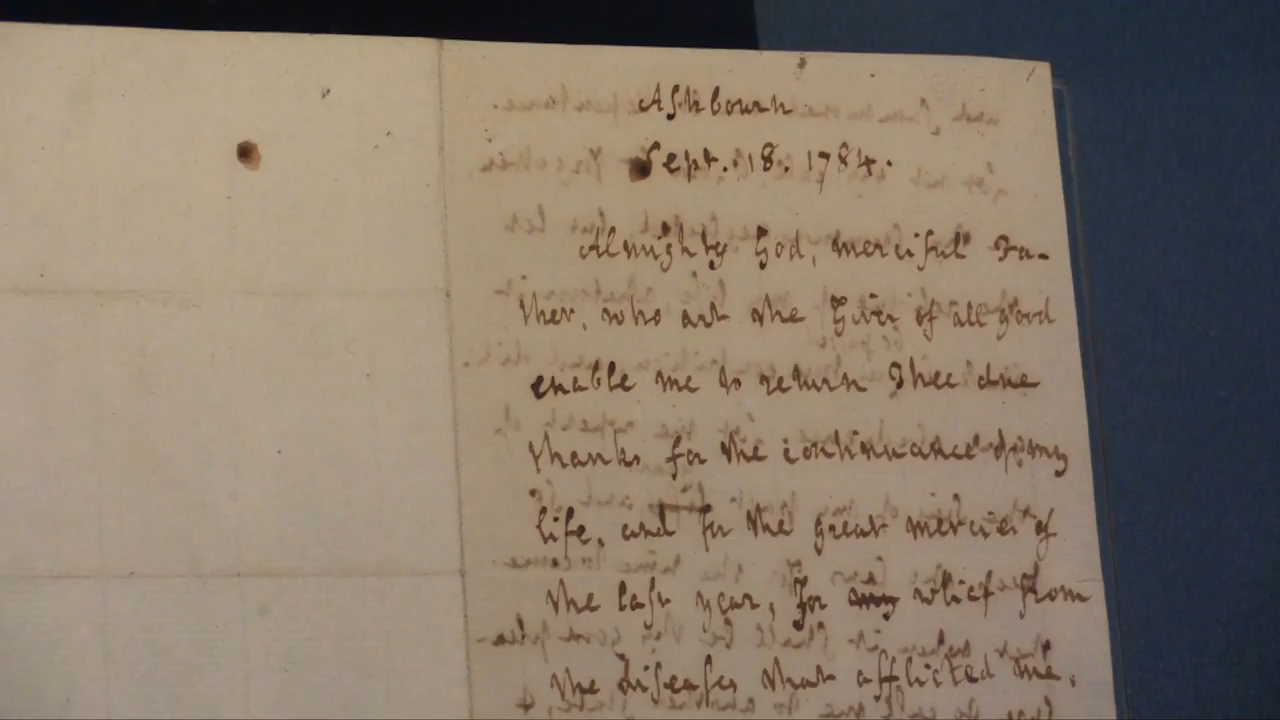 Ashbourn
Sept. 18. 1784.
Almighty God, merciful Fa-
ther, who art the Giver of all good
enable me to return Thee due
thanks for the continuance of my
life, and for the great mercies of
the last year, For my relief from
the diseases that afflicted me,